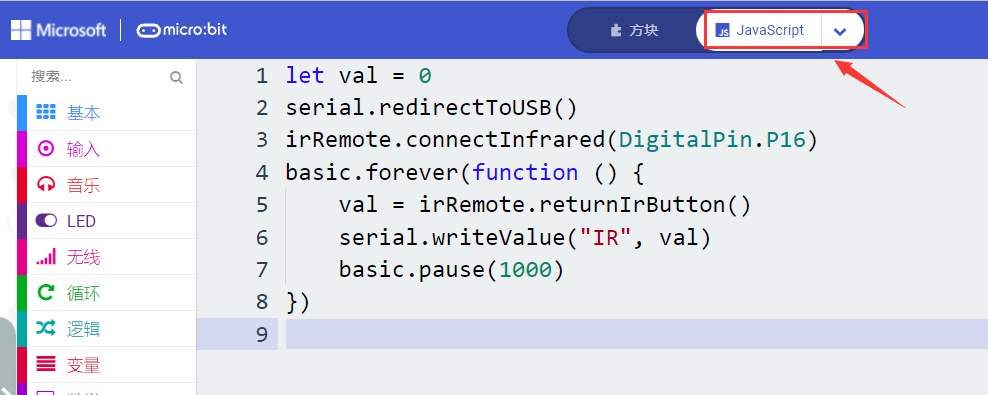 Microsoft micro:bit 方块 JS JavaScript
搜索...
基本
输入
音乐
LED
无线
循环
逻辑
变量
1 let val = 0
2 serial.redirectToUSB()
3 irRemote.connectInfrared(DigitalPin.P16)
4 basic.forever(function () {
5     val = irRemote.returnIrButton()
6     serial.writeValue("IR", val)
7     basic.pause(1000)
8 })
9